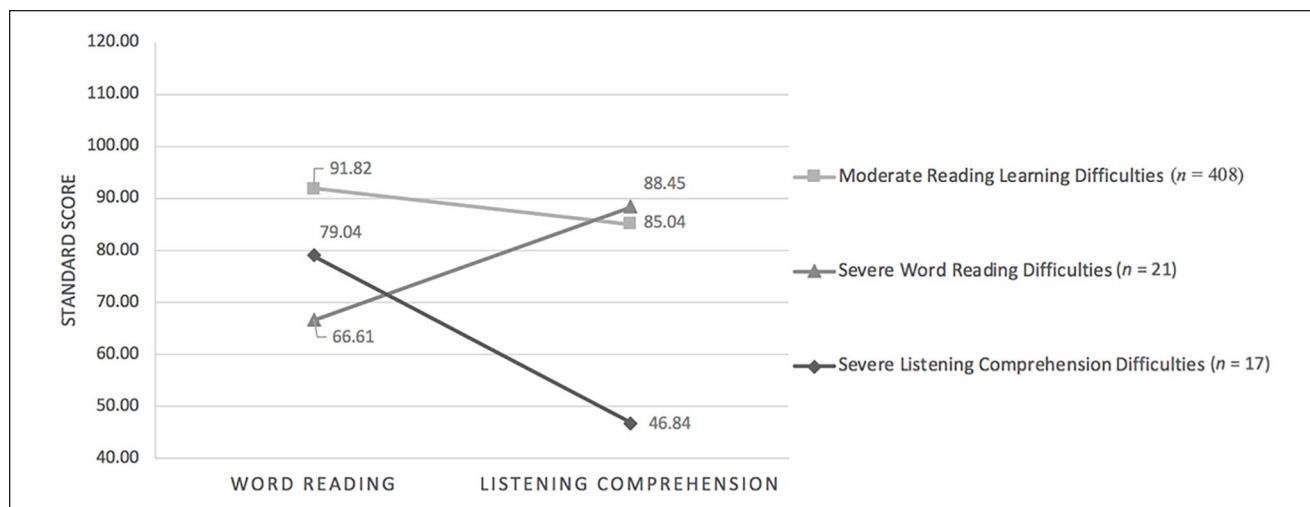 120.00
110.00
100.00
90.00
80.00
70.00
60.00
50.00
40.00
STANDARD SCORE
91.82
79.04
66.61
88.45
85.04
46.84
WORD READING
LISTENING COMPREHENSION
Moderate Reading Learning Difficulties (n = 408)
Severe Word Reading Difficulties (n = 21)
Severe Listening Comprehension Difficulties (n = 17)